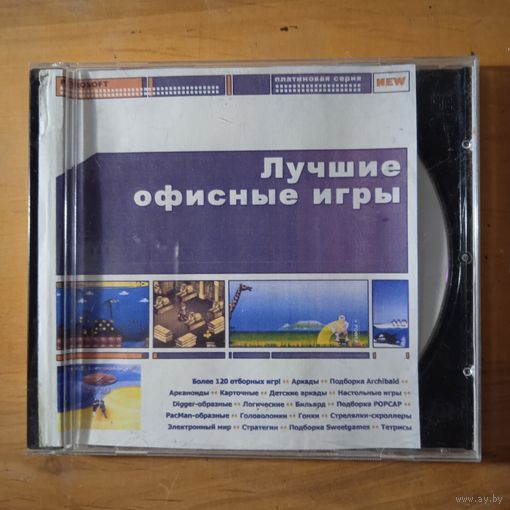 платиновая серия
NEW
Лучшие
офисные игры
Более 120 отборных игр! ** Аркады ** Подборка Archibald **
Арканоиды ** Карточные ** Детские аркады ** Настольные игры **
Digger-образные ** Логические ** Бильярд ** Подборка POPCAP **
PacMan-образные ** Головоломки ** Гонки ** Стрелялки-скроллеры
Электронный мир ** Стратегии ** Подборка Sweetgames ** Тетрисы
ay.by